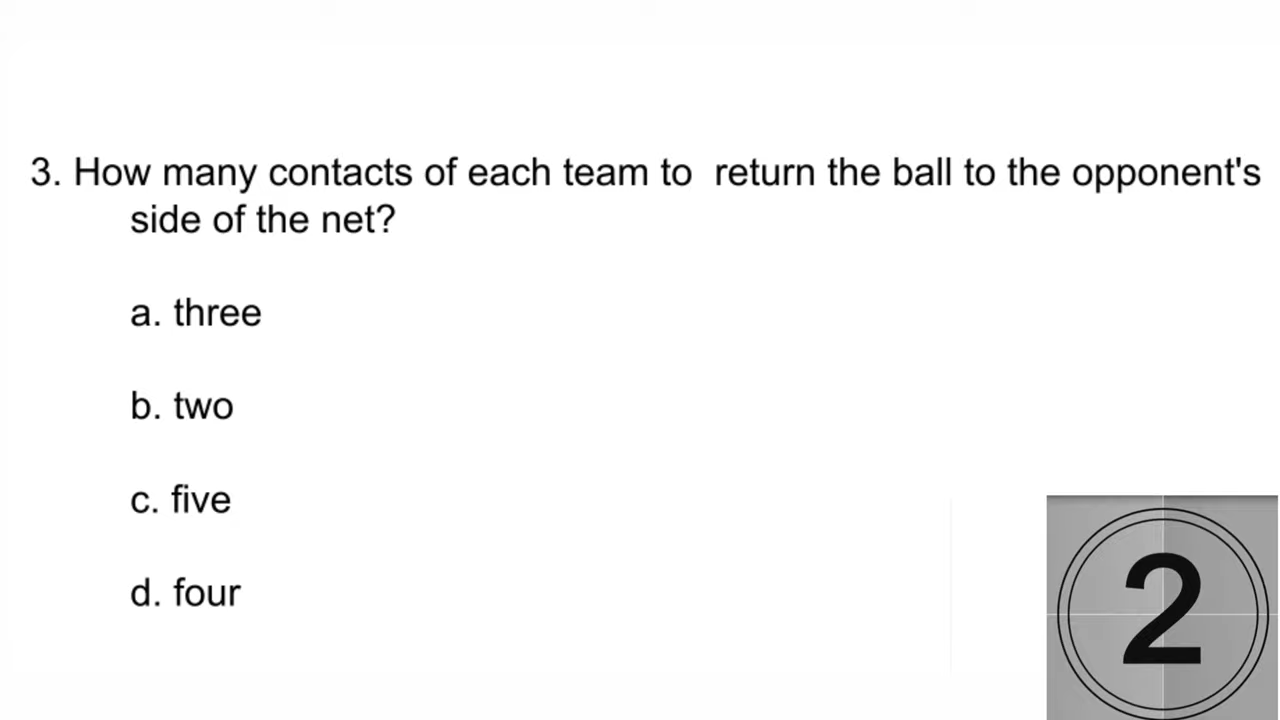 3. How many contacts of each team to  return the ball to the opponent's
side of the net?
a. three
b. two
c. five
d. four
2